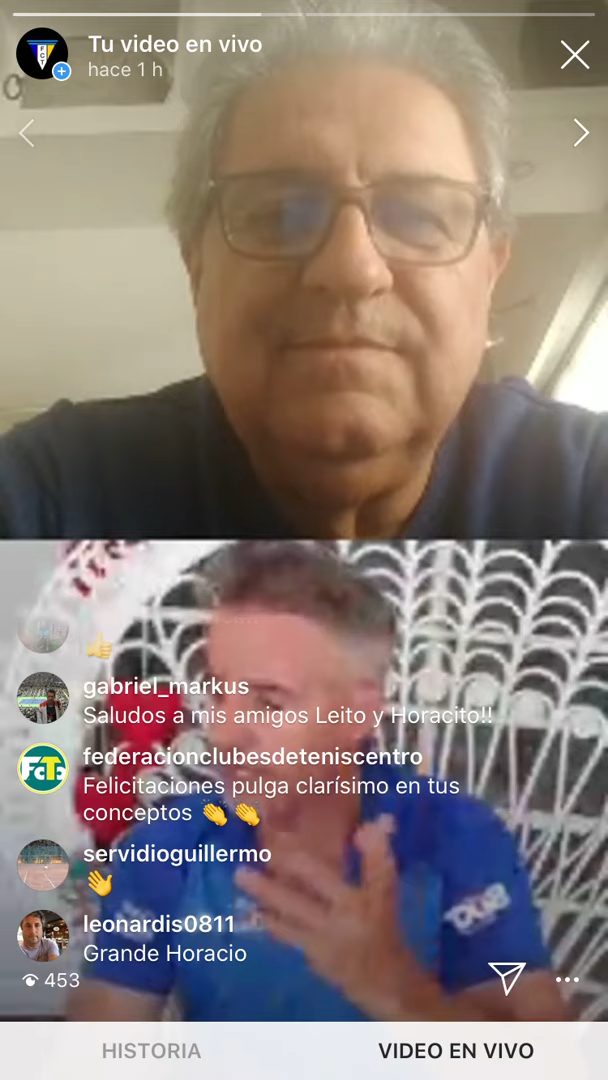 Tu video en vivo
hace 1 h
gabriel_markus
Saludos a mis amigos Leito y Horacito!!
federacionclubesdeteniscentro
Felicitaciones pulga clarísimo en tus
conceptos 👏 👏
servidioguillermo
👋
leonardis0811
Grande Horacio
453
HISTORIA
VIDEO EN VIVO